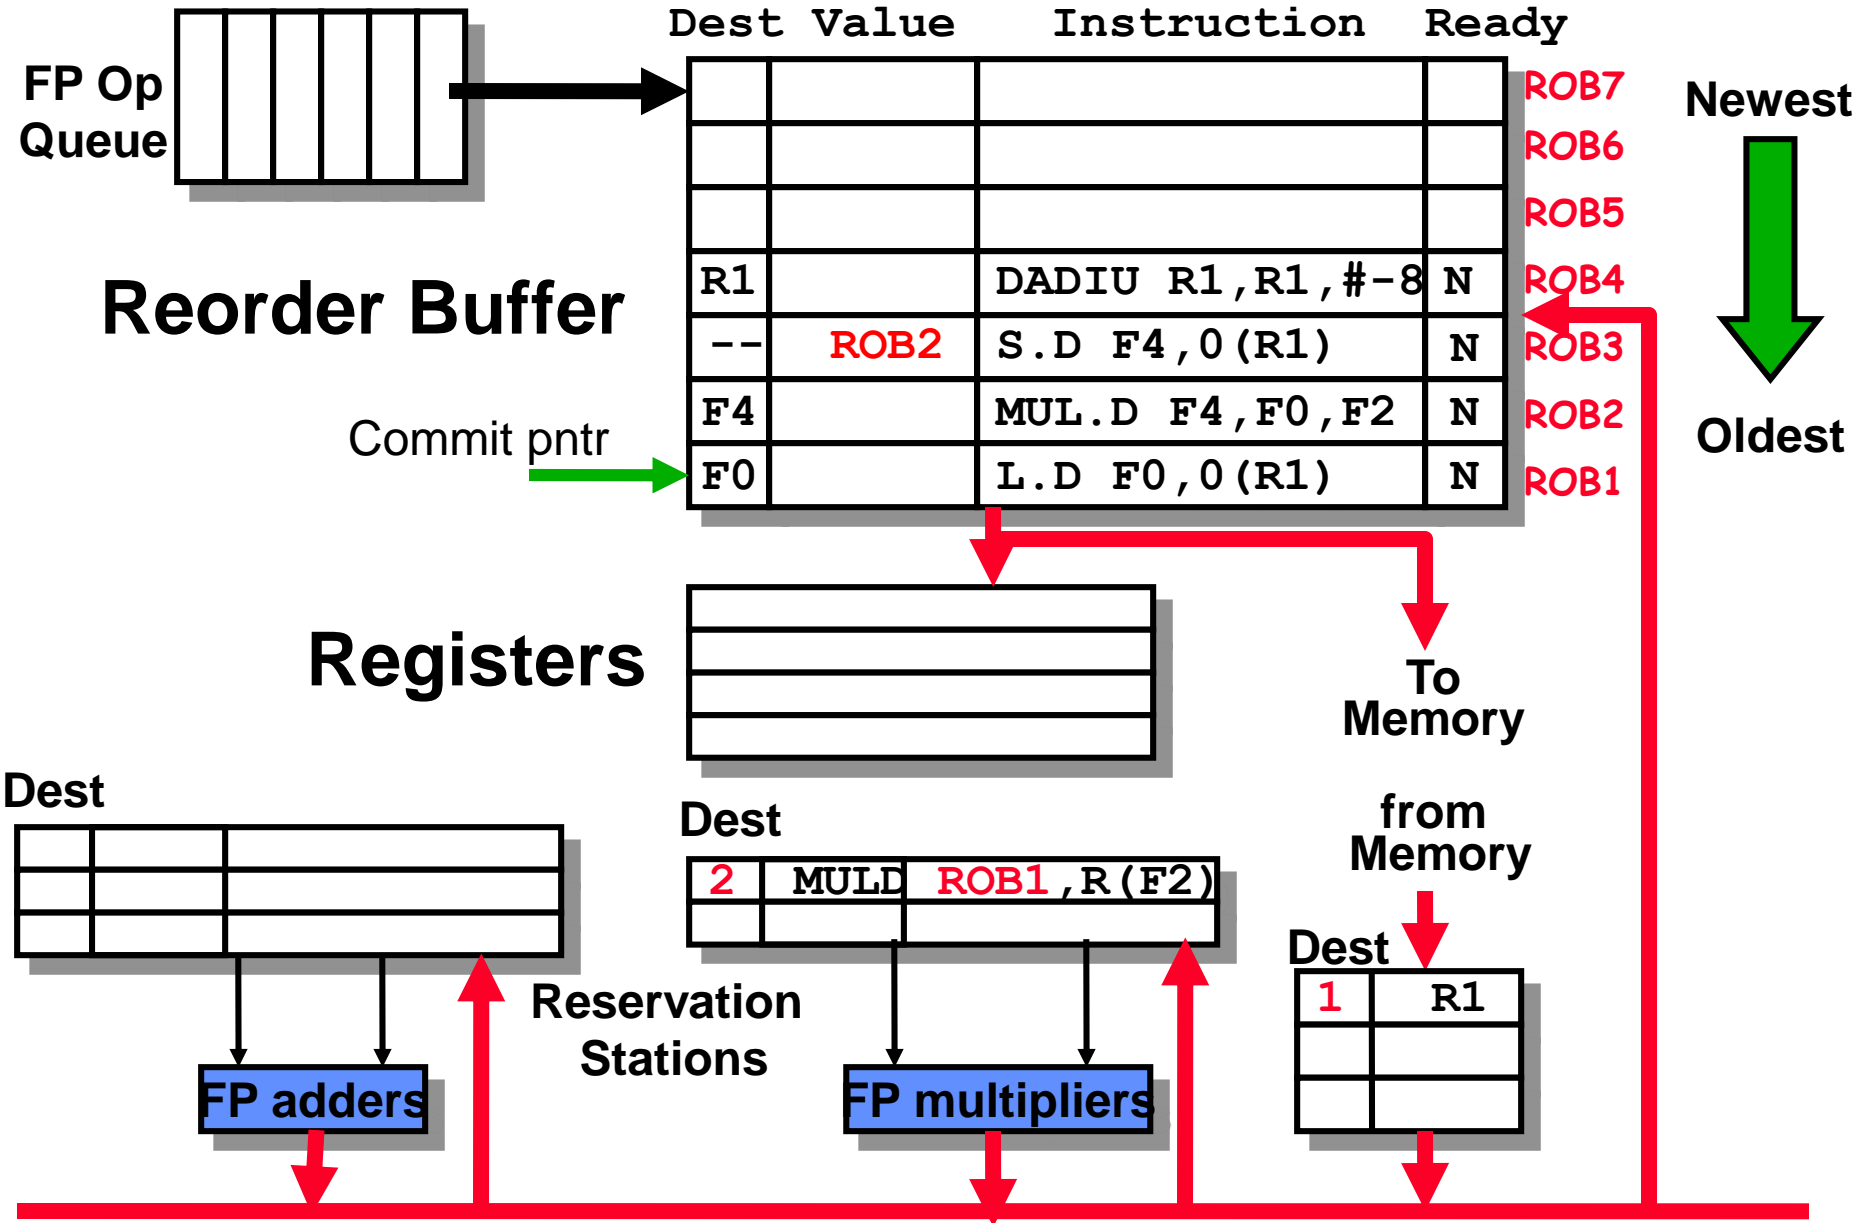 Dest Value Instruction Ready
FP Op
Queue
ROB7
Newest
ROB6
ROB5
Reorder Buffer
R1 DADIU R1,R1,#-8 N ROB4
-- ROB2 S.D F4,0(R1) N ROB3
F4 MUL.D F4,F0,F2 N ROB2
Oldest
Commit pntr
F0 L.D F0,0(R1) N ROB1
Registers
To
Memory
Dest
Dest
from
Memory
2 MULD ROB1,R(F2)
Dest
1 R1
Reservation
Stations
FP adders
FP multipliers